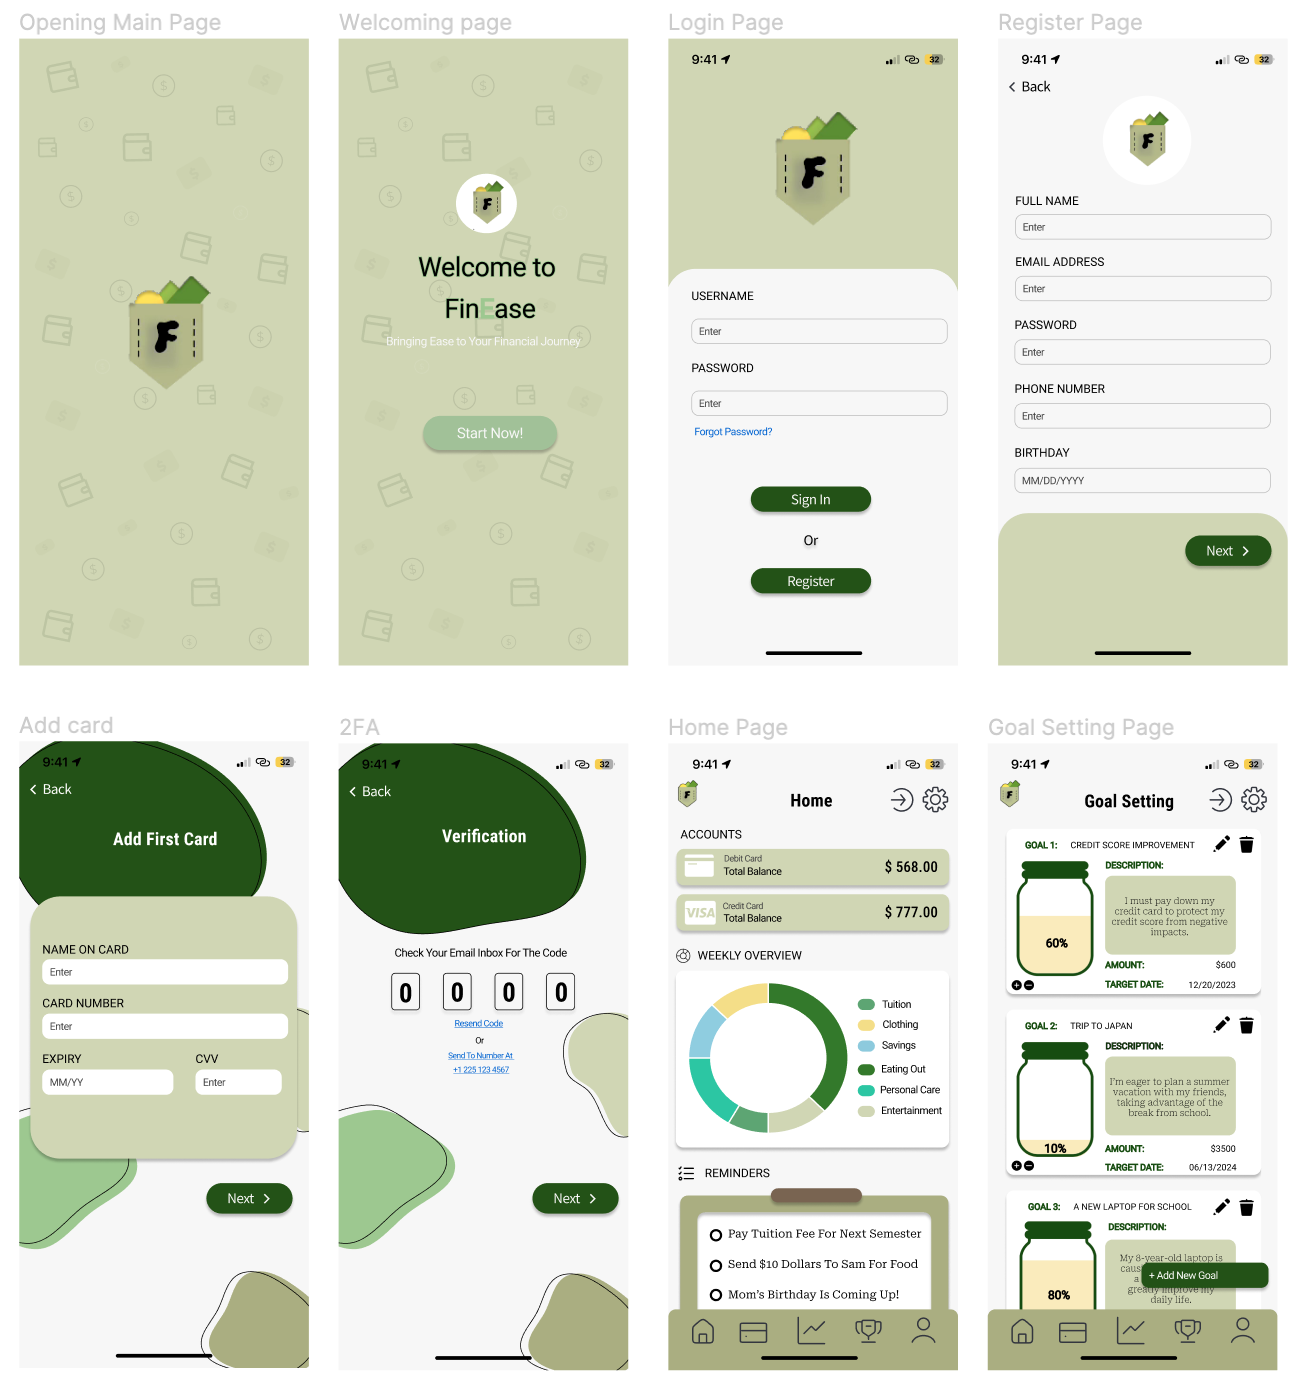 Opening Main Page
F
Welcoming page
F
Welcome to
FinEase
Bringing Ease to Your Financial Journey
Start Now!
Login Page
9:41
32
F
USERNAME
Enter
PASSWORD
Enter
Forgot Password?
Sign In
Or
Register
Register Page
9:41
32
Back
F
FULL NAME
Enter
EMAIL ADDRESS
Enter
PASSWORD
Enter
PHONE NUMBER
Enter
BIRTHDAY
MM/DD/YYYY
Next
Add card
9:41
32
Back
Add First Card
NAME ON CARD
Enter
CARD NUMBER
Enter
EXPIRY CVV
MM/YY Enter
Next
2FA
9:41
32
Back
Verification
Check Your Email Inbox For The Code
0 0 0 0
Resend Code
Or
Send To Number At
+1 225 123 4567
Next
Home Page
9:41
32
Home
ACCOUNTS
Debit Card
Total Balance
$ 568.00
VISA
Credit Card
Total Balance
$ 777.00
WEEKLY OVERVIEW
Tuition
Clothing
Savings
Eating Out
Personal Care
Entertainment
REMINDERS
Pay Tuition Fee For Next Semester
Send $10 Dollars To Sam For Food
Mom's Birthday Is Coming Up!
Goal Setting Page
9:41
32
Goal Setting
GOAL 1: CREDIT SCORE IMPROVEMENT
DESCRIPTION:
I must pay down my
credit card to protect my
credit score from negative
impacts.
60%
AMOUNT: $600
TARGET DATE: 12/20/2023
GOAL 2: TRIP TO JAPAN
DESCRIPTION:
I'm eager to plan a summer
vacation with my friends,
taking advantage of the
break from school.
10%
AMOUNT: $3500
TARGET DATE: 06/13/2024
GOAL 3: A NEW LAPTOP FOR SCHOOL
DESCRIPTION:
My 8-year-old laptop is
+ Add New Goal
greatly improve my
daily life.
80%